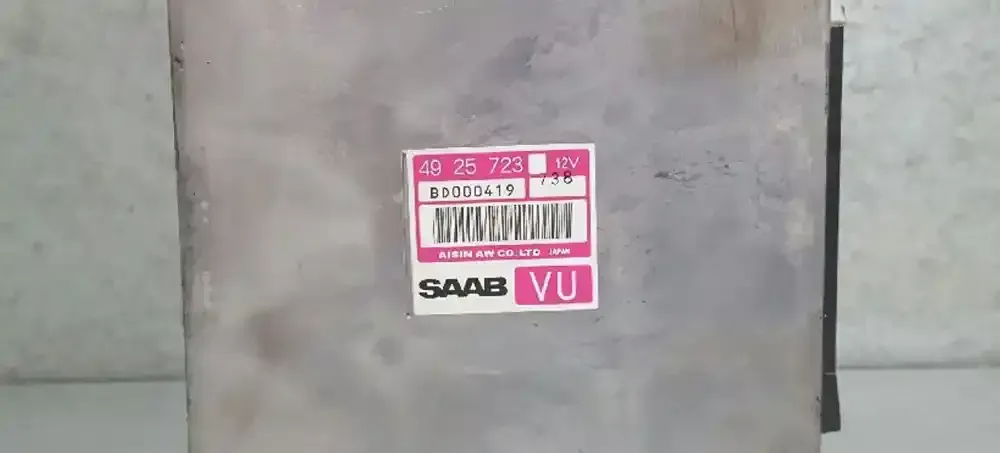 49 25 723 12V
BD000419 738
AISIN AW CO.,LTD JAPAN
SAAB VU